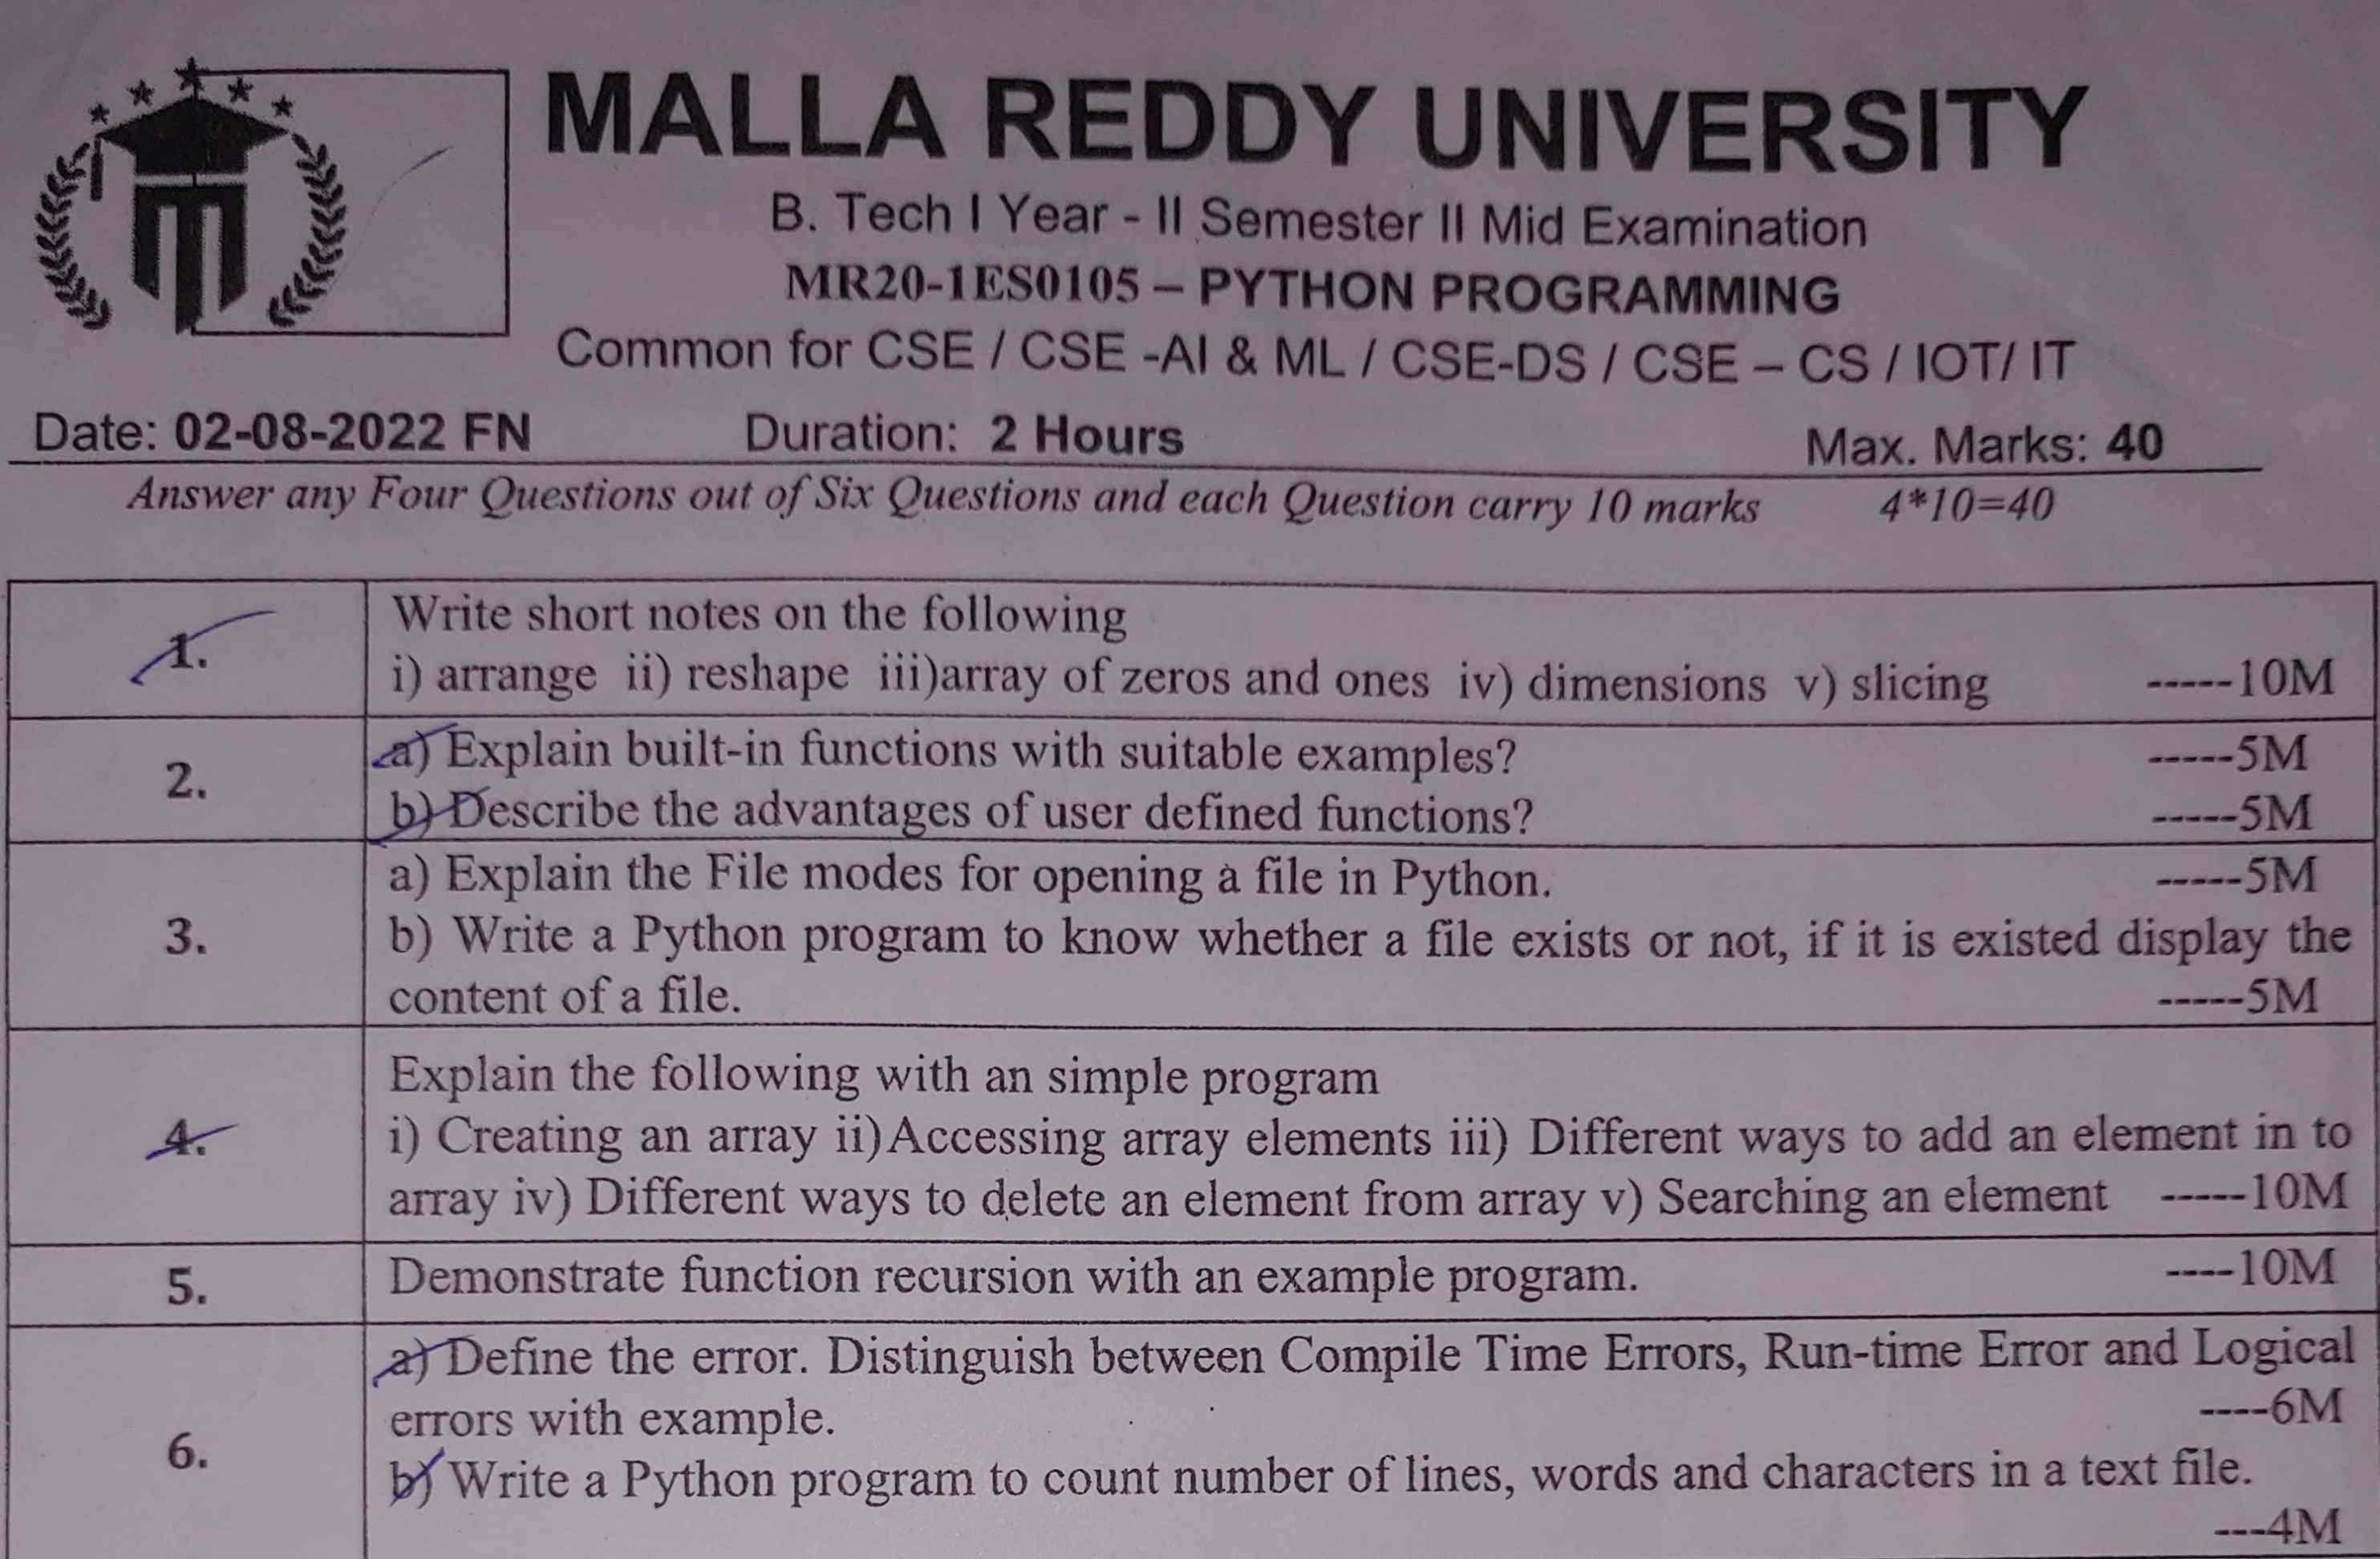 MALLA REDDY UNIVERSITY
B. Tech I Year - II Semester II Mid Examination
MR20-1ES0105 – PYTHON PROGRAMMING
Common for CSE / CSE -AI & ML / CSE-DS / CSE – CS / IOT/ IT
Date: 02-08-2022 FN Duration: 2 Hours Max. Marks: 40
Answer any Four Questions out of Six Questions and each Question carry 10 marks 4*10=40
1. Write short notes on the following
i) arrange ii) reshape iii)array of zeros and ones iv) dimensions v) slicing -----10M
2. a) Explain built-in functions with suitable examples? -----5M
b) Describe the advantages of user defined functions? -----5M
3. a) Explain the File modes for opening a file in Python. -----5M
b) Write a Python program to know whether a file exists or not, if it is existed display the
content of a file. -----5M
4. Explain the following with an simple program
i) Creating an array ii)Accessing array elements iii) Different ways to add an element in to
array iv) Different ways to delete an element from array v) Searching an element -----10M
5. Demonstrate function recursion with an example program. ----10M
6. a) Define the error. Distinguish between Compile Time Errors, Run-time Error and Logical
errors with example. ----6M
b) Write a Python program to count number of lines, words and characters in a text file.
---4M